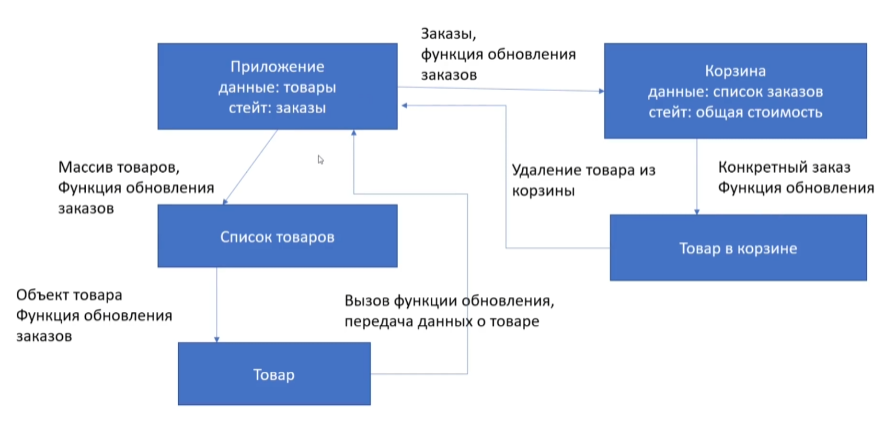 Заказы,
функция обновления
заказов
Приложение
данные: товары
стейт: заказы
Корзина
данные: список заказов
стейт: общая стоимость
Массив товаров,
Функция обновления
заказов
Удаление товара из
корзины
Конкретный заказ
Функция обновления
Список товаров
Товар в корзине
Объект товара
Функция обновления
заказов
Вызов функции обновления,
передача данных о товаре
Товар